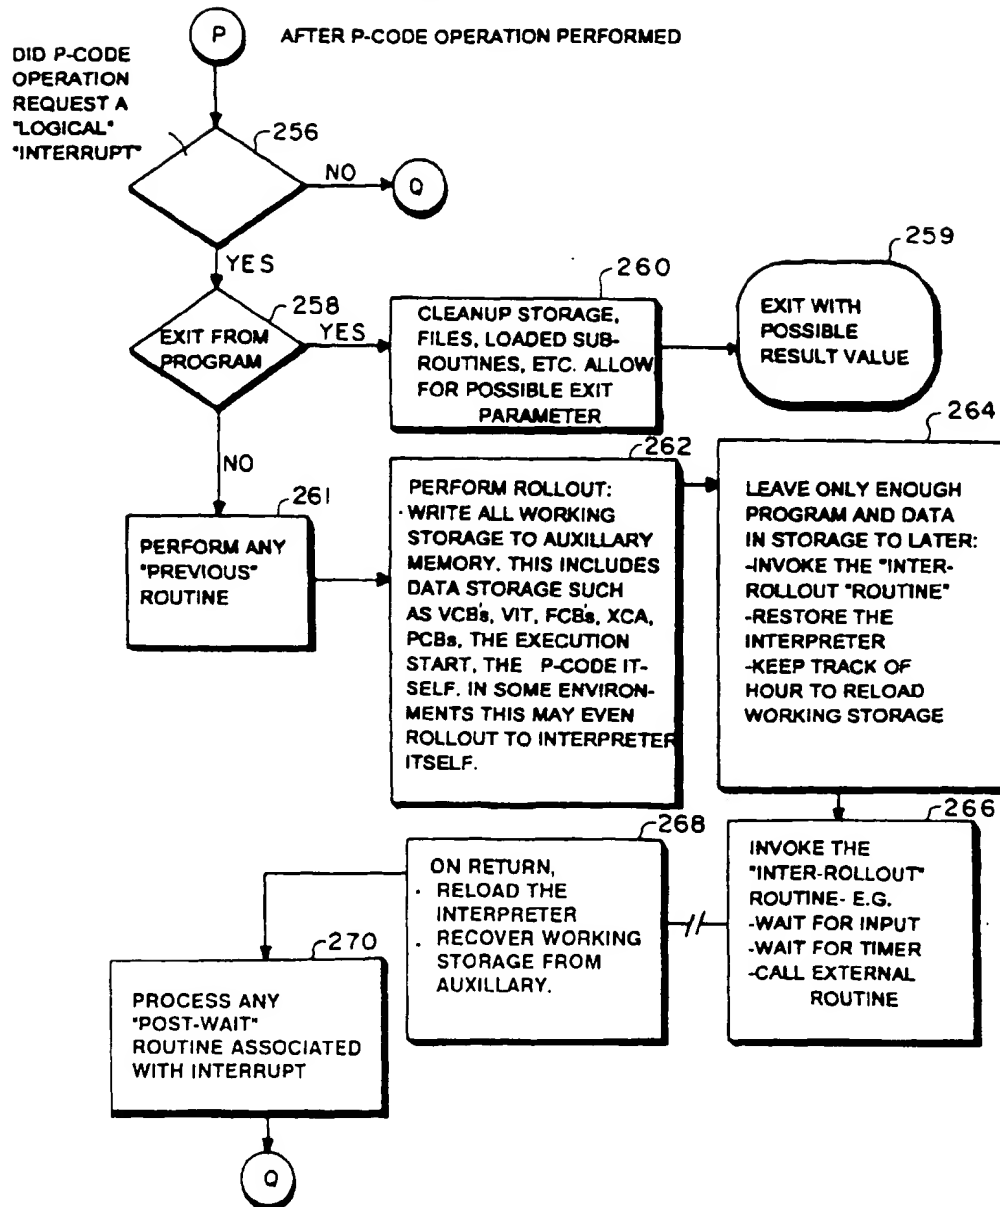 P
AFTER P-CODE OPERATION PERFORMED
DID P-CODE
OPERATION
REQUEST A
"LOGICAL"
"INTERRUPT"
256
NO
Q
YES
258
EXIT FROM
PROGRAM
YES
260
CLEANUP STORAGE,
FILES, LOADED SUB-
ROUTINES, ETC. ALLOW
FOR POSSIBLE EXIT
PARAMETER
259
EXIT WITH
POSSIBLE
RESULT VALUE
NO
261
PERFORM ANY
"PREVIOUS"
ROUTINE
262
PERFORM ROLLOUT:
· WRITE ALL WORKING
STORAGE TO AUXILLARY
MEMORY. THIS INCLUDES
DATA STORAGE SUCH
AS VCB's, VIT, FCB's, XCA,
PCBs, THE EXECUTION
START, THE P-CODE IT-
SELF. IN SOME ENVIRON-
MENTS THIS MAY EVEN
ROLLOUT TO INTERPRETER
ITSELF.
264
LEAVE ONLY ENOUGH
PROGRAM AND DATA
IN STORAGE TO LATER:
-INVOKE THE "INTER-
ROLLOUT "ROUTINE"
-RESTORE THE
INTERPRETER
-KEEP TRACK OF
HOUR TO RELOAD
WORKING STORAGE
266
INVOKE THE
"INTER-ROLLOUT"
ROUTINE- E.G.
-WAIT FOR INPUT
-WAIT FOR TIMER
-CALL EXTERNAL
ROUTINE
268
ON RETURN,
. RELOAD THE
INTERPRETER
. RECOVER WORKING
STORAGE FROM
AUXILLARY.
270
PROCESS ANY
"POST-WAIT"
ROUTINE ASSOCIATED
WITH INTERRUPT
Q